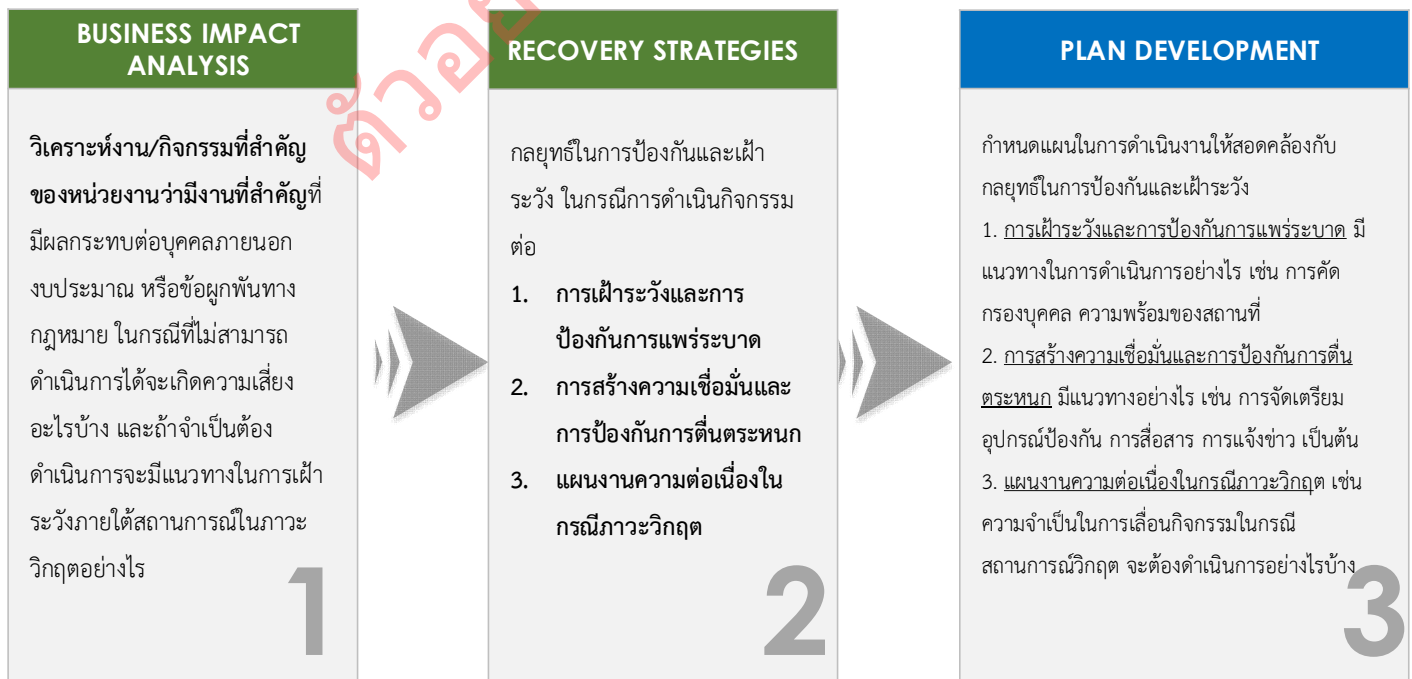 BUSINESS IMPACT
ANALYSIS
วิเคราะห์งาน/กิจกรรมที่สำคัญ
ของหน่วยงานว่ามีงานที่สำคัญที่
มีผลกระทบต่อบุคคลภายนอก
งบประมาณ หรือข้อผูกพันทาง
กฎหมาย ในกรณีที่ไม่สามารถ
ดำเนินการได้จะเกิดความเสี่ยง
อะไรบ้าง และถ้าจำเป็นต้อง
ดำเนินการจะมีแนวทางในการเฝ้า
ระวังภายใต้สถานการณ์ในภาวะ
วิกฤตอย่างไร
1
RECOVERY STRATEGIES
กลยุทธ์ในการป้องกันและเฝ้า
ระวัง ในกรณีการดำเนินกิจกรรม
ต่อ
1. การเฝ้าระวังและการ
ป้องกันการแพร่ระบาด
2. การสร้างความเชื่อมั่นและ
การป้องกันการตื่นตระหนก
3. แผนงานความต่อเนื่องใน
กรณีภาวะวิกฤต
2
PLAN DEVELOPMENT
กำหนดแผนในการดำเนินงานให้สอดคล้องกับ
กลยุทธ์ในการป้องกันและเฝ้าระวัง
1. การเฝ้าระวังและการป้องกันการแพร่ระบาด มี
แนวทางในการดำเนินการอย่างไร เช่น การคัด
กรองบุคคล ความพร้อมของสถานที่
2. การสร้างความเชื่อมั่นและการป้องกันการตื่น
ตระหนก มีแนวทางอย่างไร เช่น การจัดเตรียม
อุปกรณ์ป้องกัน การสื่อสาร การแจ้งข่าว เป็นต้น
3. แผนงานความต่อเนื่องในกรณีภาวะวิกฤต เช่น
ความจำเป็นในการเลื่อนกิจกรรมในกรณี
สถานการณ์วิกฤต จะต้องดำเนินการอย่างไรบ้าง
3